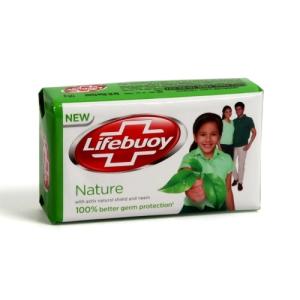 NEW
Lifebuoy
Nature
with activ natural shield and neem
100% better germ protection*